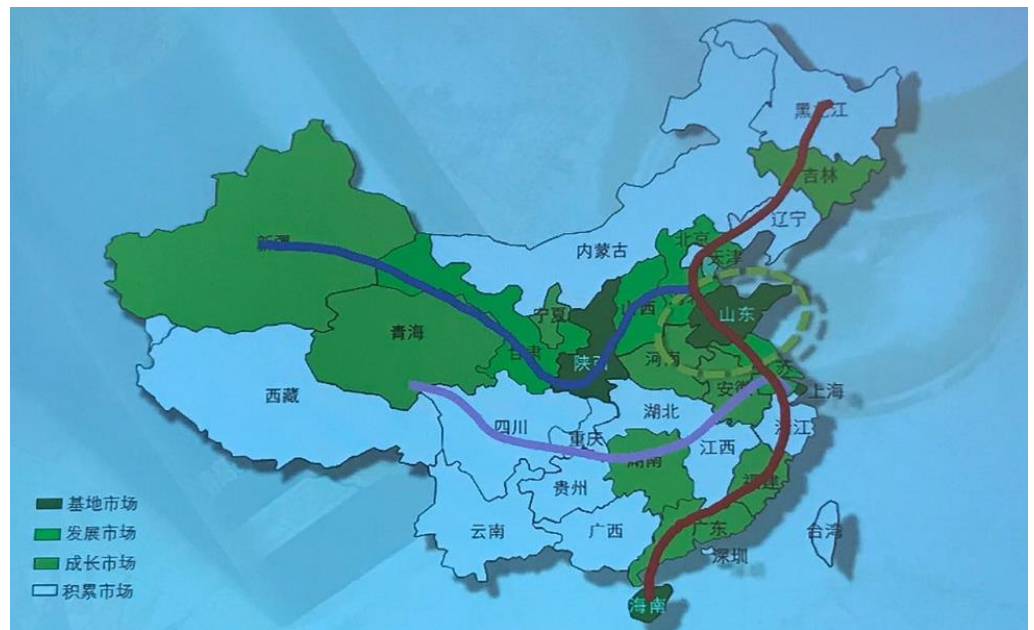 黑龙江
吉林
辽宁
内蒙古
北京
天津
新疆
宁夏
山西
山东
青海
甘肃
陕西
河南
苏
安徽
上海
西藏
四川
重庆
湖北
浙江
江西
湖南
贵州
福建
云南
广西
广东
深圳
台湾
海南
基地市场
发展市场
成长市场
积累市场